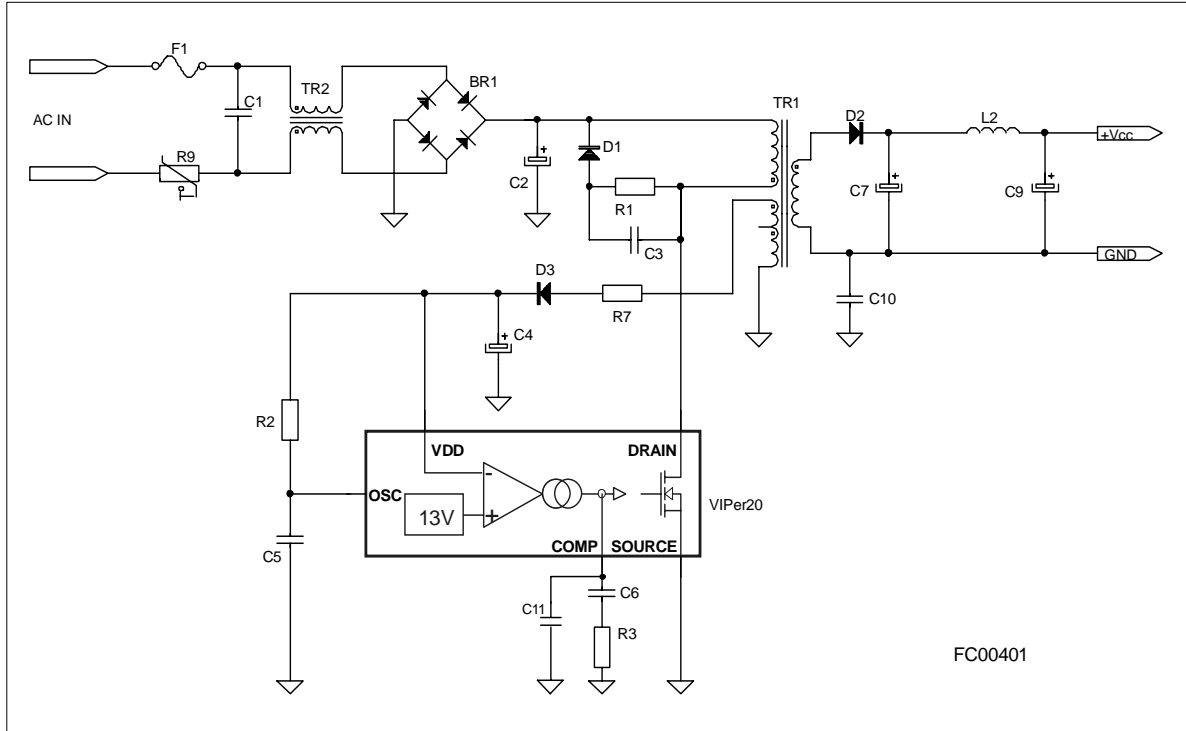 F1
TR2
BR1
C1
AC IN
R9
T
C2
D1
R1
C3
TR1
D2
L2
+Vcc
C7
+
C9
+
+
GND
C10
D3
R7
C4
+
R2
VDD
DRAIN
OSC
-
+
13V
VIPer20
COMP
SOURCE
C5
C6
C11
R3
FC00401